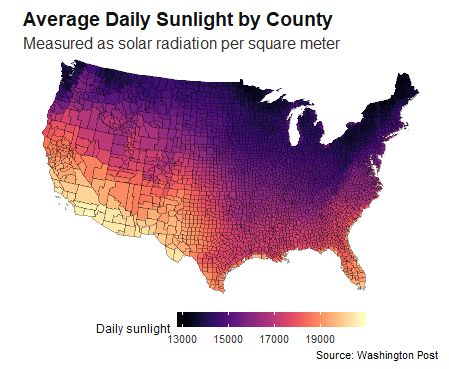 Average Daily Sunlight by County
Measured as solar radiation per square meter
Daily sunlight
13000 15000 17000 19000
Source: Washington Post